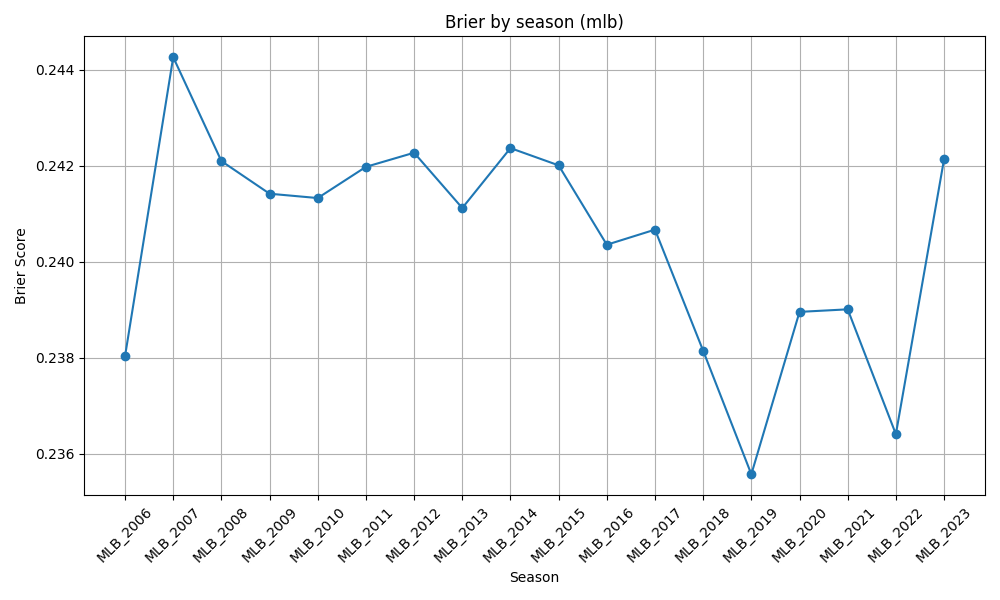 Brier by season (mlb)
Brier Score
0.244
0.242
0.240
0.238
0.236
MLB_2006
MLB_2007
MLB_2008
MLB_2009
MLB_2010
MLB_2011
MLB_2012
MLB_2013
MLB_2014
MLB_2015
MLB_2016
MLB_2017
MLB_2018
MLB_2019
MLB_2020
MLB_2021
MLB_2022
MLB_2023
Season